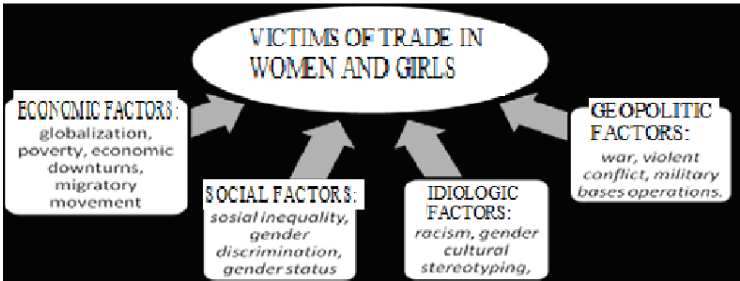 VICTIMS OF TRADE IN
WOMEN AND GIRLS
ECONOMIC FACTORS:
globalization,
poverty, economic
downturns,
migratory
movement
SOCIAL FACTORS:
sosial inequality,
gender
discrimination,
gender status
IDIOLOGIC
FACTORS:
racism, gender
cultural
stereotyping,
GEOPOLITIC
FACTORS:
war, violent
conflict, military
bases operations.